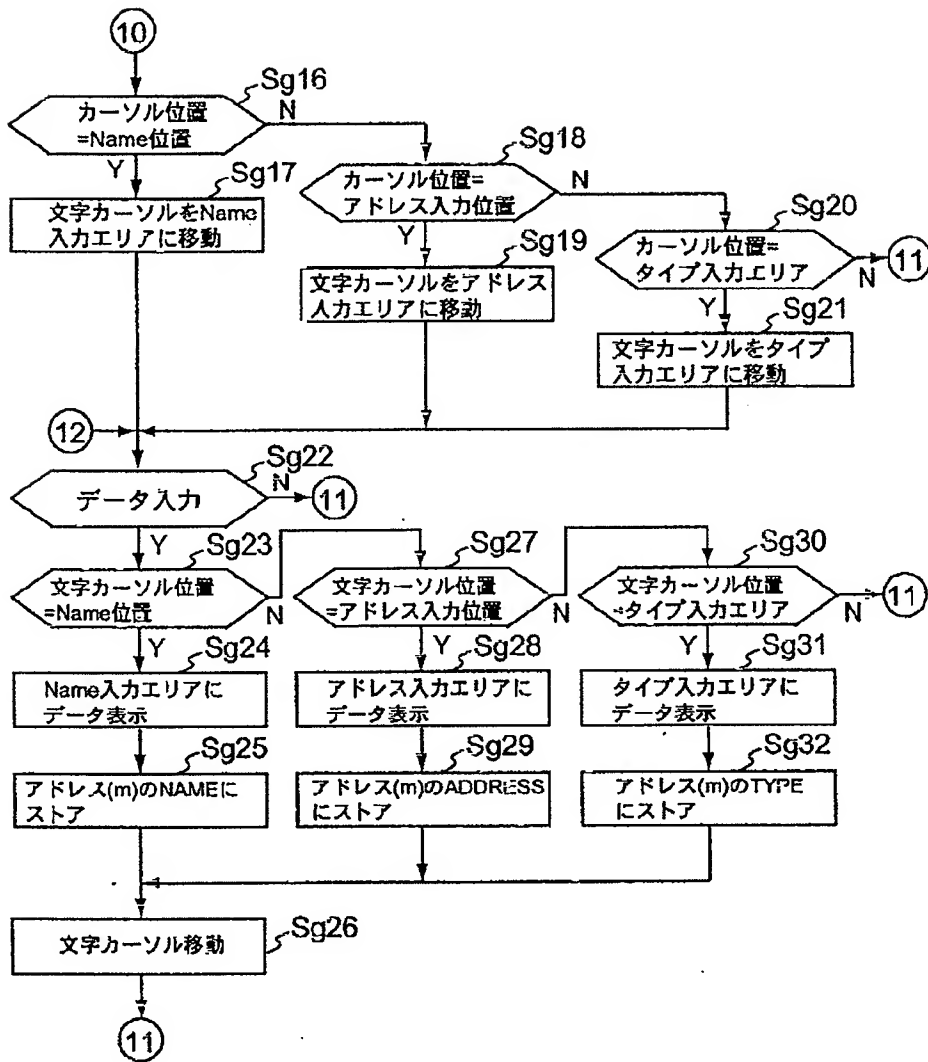 10
Sg16
カーソル位置
=Name位置
N
Y
Sg17
文字カーソルをName
入力エリアに移動
Sg18
カーソル位置=
アドレス入力位置
N
Y
Sg19
文字カーソルをアドレス
入力エリアに移動
Sg20
カーソル位置=
タイプ入力エリア
N
11
Y
Sg21
文字カーソルをタイプ
入力エリアに移動
12
Sg22
データ入力
N
11
Y
Sg23
文字カーソル位置
=Name位置
N
Y
Sg24
Name入力エリアに
データ表示
Sg25
アドレス(m)のNAMEに
ストア
Sg27
文字カーソル位置
=アドレス入力位置
N
Y
Sg28
アドレス入力エリアに
データ表示
Sg29
アドレス(m)のADDRESS
にストア
Sg30
文字カーソル位置
=タイプ入力エリア
N
11
Y
Sg31
タイプ入力エリアに
データ表示
Sg32
アドレス(m)のTYPE
にストア
Sg26
文字カーソル移動
11